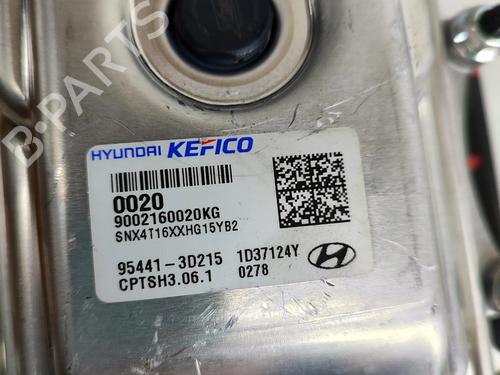 B-PARTS
HYUNDAI KEFICO
0020
9002160020KG
SNX4T16XXHG15YB2
95441-3D215 1D37124Y
CPTSH3.06.1 0278